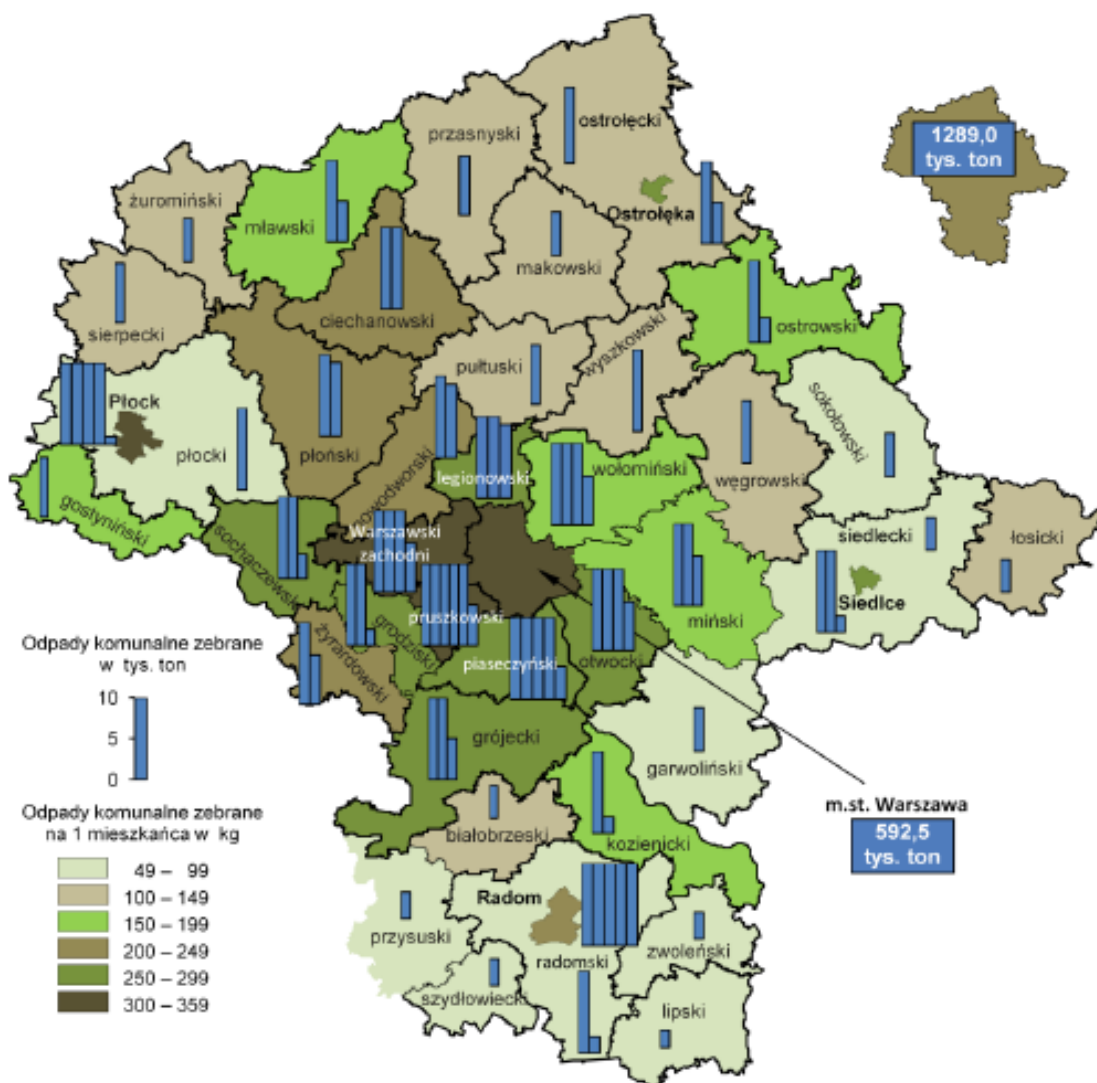 ostrołęcki
przasnyski
1289,0
tys. ton
żuromiński
mławski
Ostrołęka
makowski
sierpecki
ciechanowski
ostrowski
wyszkowski
pułtuski
Płock
sokołowski
płocki
płoński
nowodworski
legionowski
wołomiński
węgrowski
gostyniński
sochaczewski
Warszawski
zachodni
siedlecki
łosicki
Siedlce
pruszkowski
miński
grodziski
piaseczyński
otwocki
żyrardowski
Odpady komunalne zebrane
w tys. ton
10
5
0
grójecki
garwoliński
m.st. Warszawa
592,5
tys. ton
Odpady komunalne zebrane
na 1 mieszkańca w kg
49 – 99
100 – 149
150 – 199
200 – 249
250 – 299
300 – 359
białobrzeski
kozienicki
Radom
przysuski
radomski
zwoleński
szydłowiecki
lipski